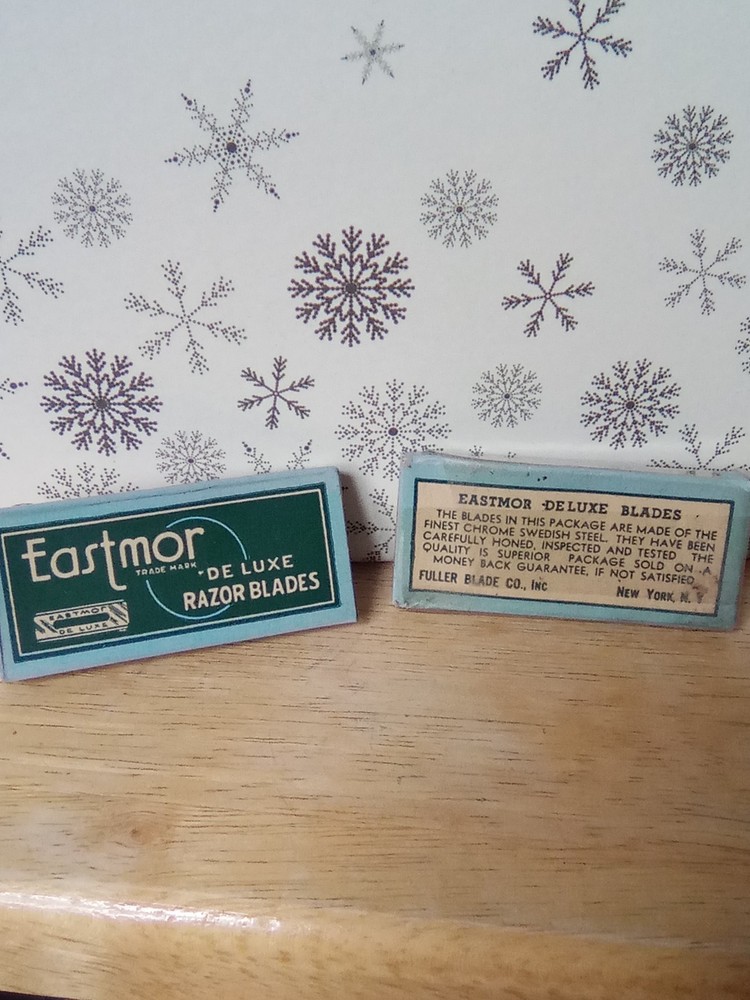 Eastmor
TRADE MARK
DE LUXE
RAZOR BLADES
EASTMOR
DE LUXE
EASTMOR DE LUXE BLADES
THE BLADES IN THIS PACKAGE ARE MADE OF THE
FINEST CHROME SWEDISH STEEL. THEY HAVE BEEN
CAREFULLY HONED, INSPECTED AND TESTED THE
QUALITY IS SUPERIOR PACKAGE SOLD ON A
MONEY BACK GUARANTEE, IF NOT SATISFIED
FULLER BLADE CO., INC NEW YORK, N. Y